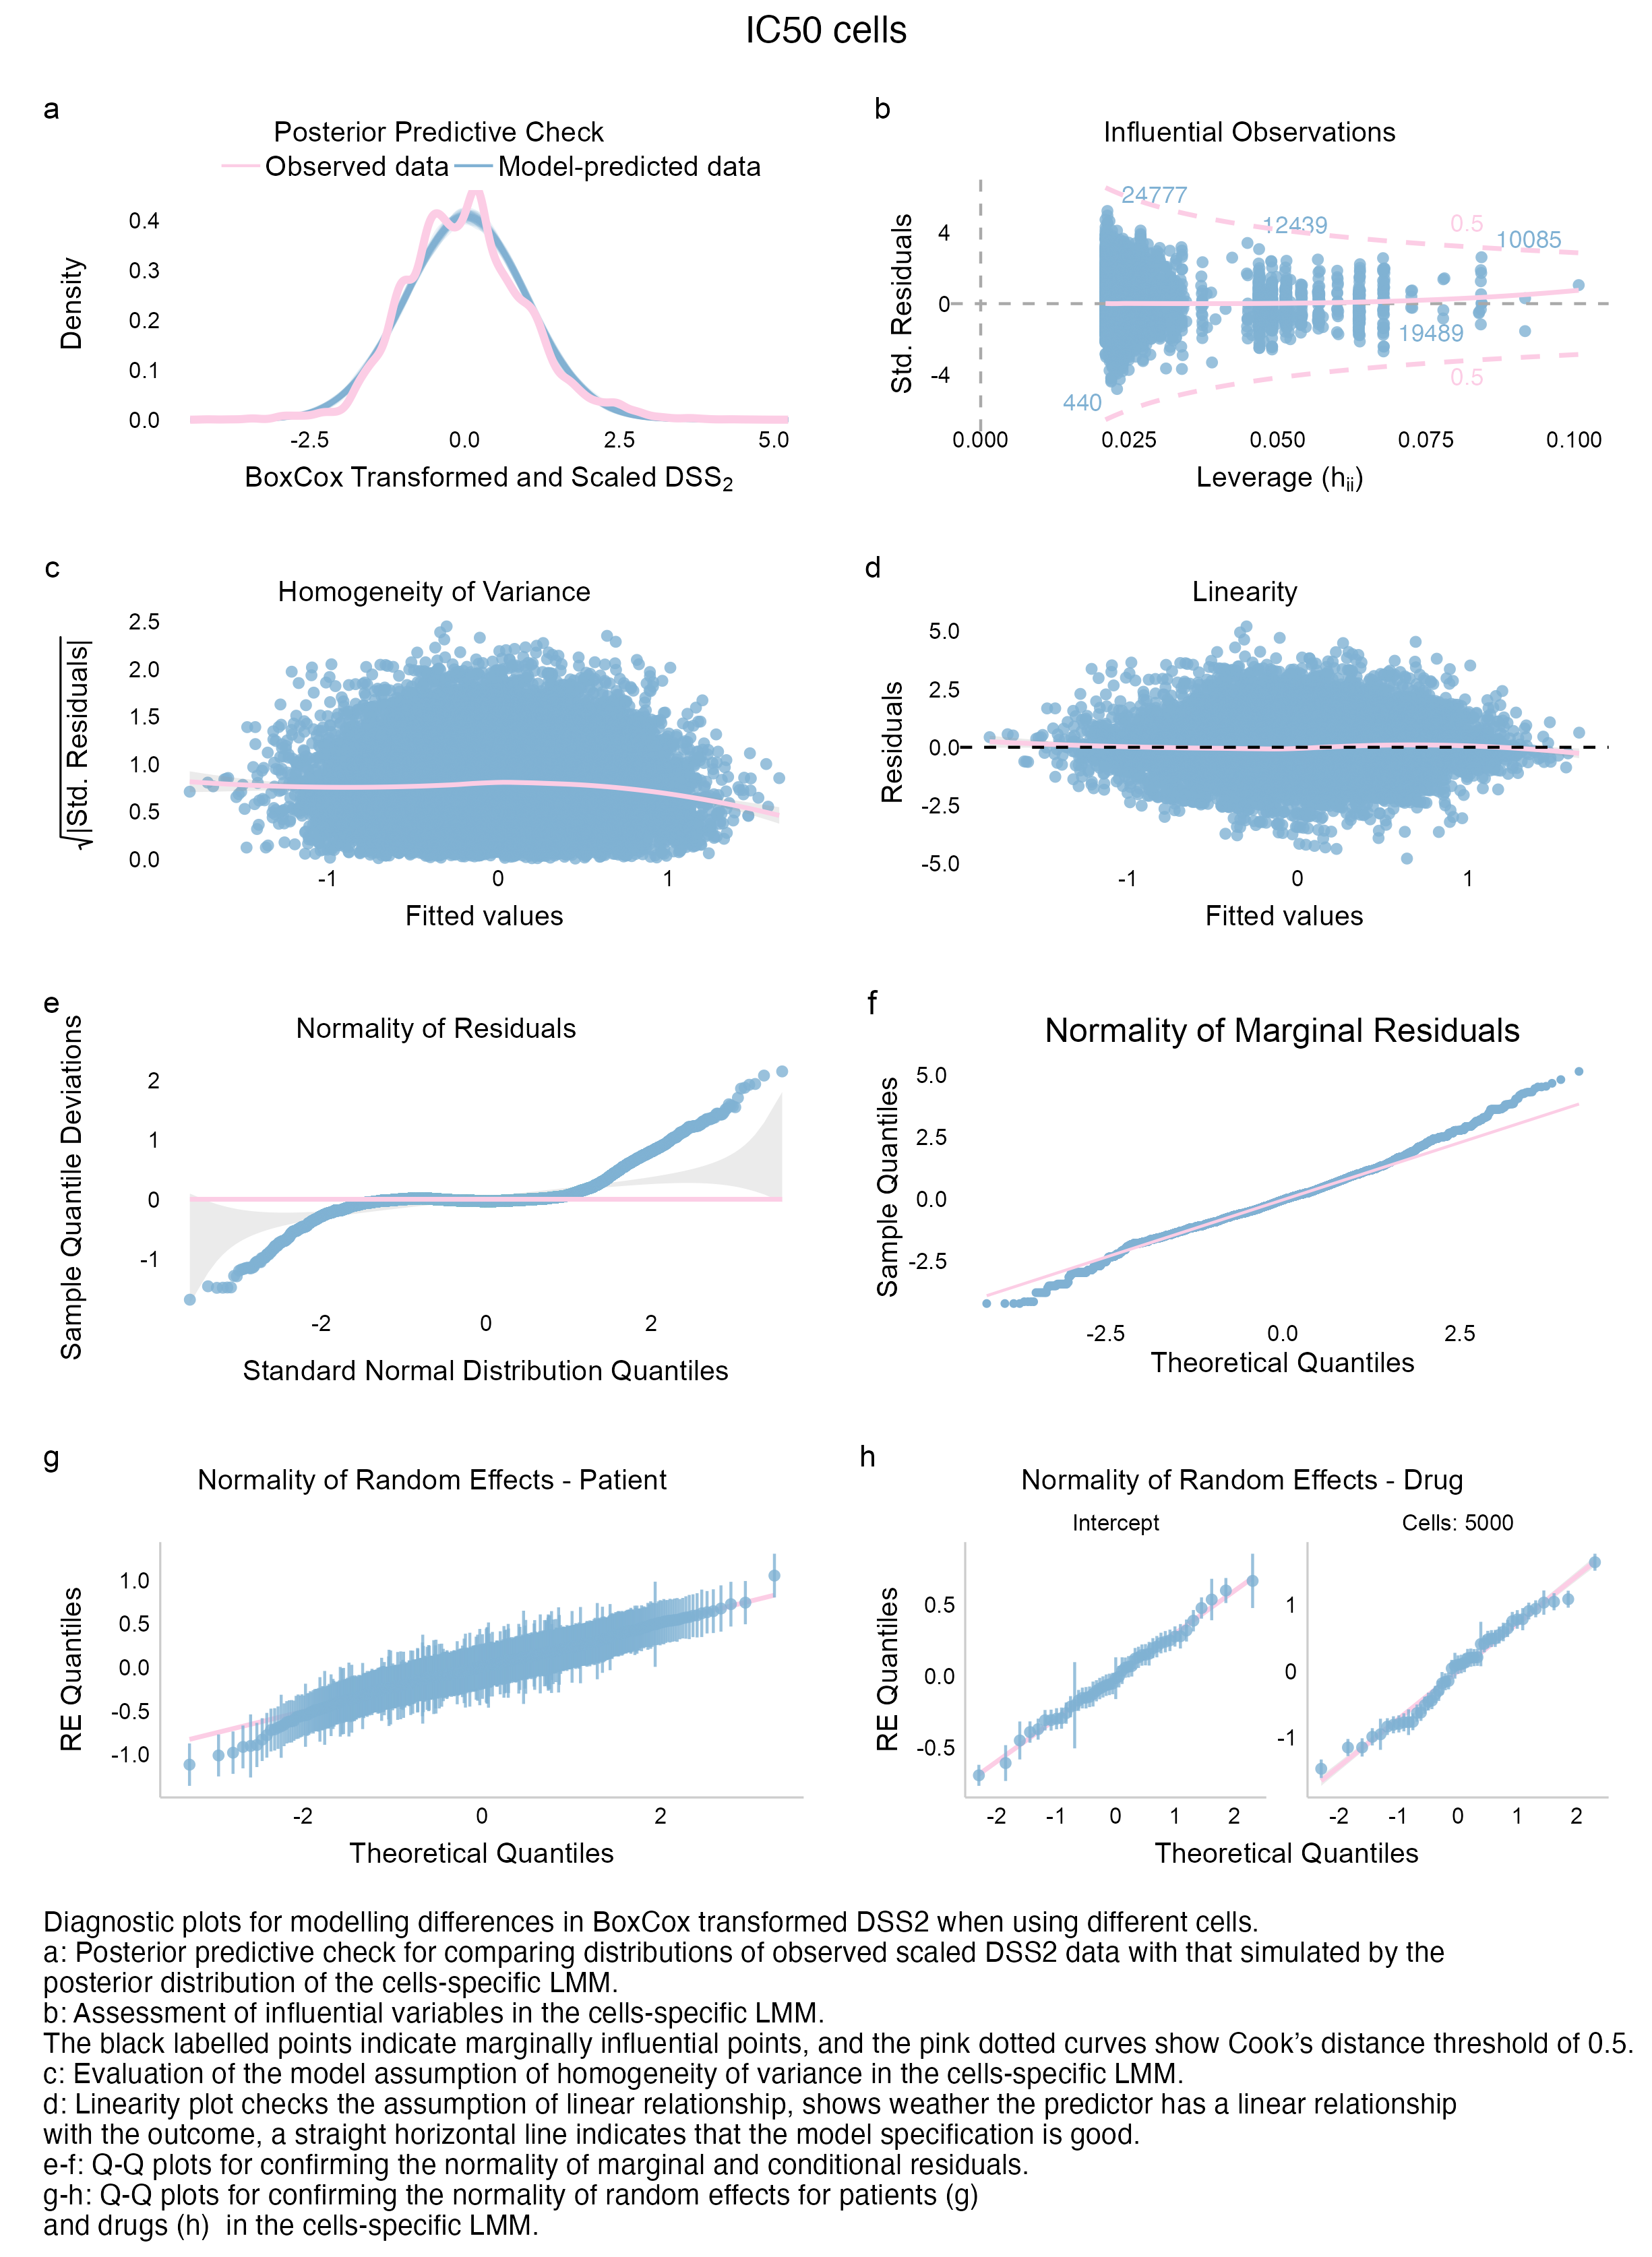 IC50 cells
a
Posterior Predictive Check
Observed data
Model-predicted data
Density
0.4
0.3
0.2
0.1
0.0
-2.5
0.0
2.5
5.0
BoxCox Transformed and Scaled DSS2
b
Influential Observations
Std. Residuals
4
0
-4
24777
12439
0.5
10085
19489
0.5
440
0.000
0.025
0.050
0.075
0.100
Leverage (hii)
c
Homogeneity of Variance
√|Std. Residuals|
2.5
2.0
1.5
1.0
0.5
0.0
-1
0
1
Fitted values
d
Linearity
Residuals
5.0
2.5
0.0
-2.5
-5.0
-1
0
1
Fitted values
e
Normality of Residuals
Sample Quantile Deviations
2
1
0
-1
-2
0
2
Standard Normal Distribution Quantiles
f
Normality of Marginal Residuals
Sample Quantiles
5.0
2.5
0.0
-2.5
-2.5
0.0
2.5
Theoretical Quantiles
g
Normality of Random Effects - Patient
RE Quantiles
1.0
0.5
0.0
-0.5
-1.0
-2
0
2
Theoretical Quantiles
h
Normality of Random Effects - Drug
Intercept
Cells: 5000
RE Quantiles
0.5
0.0
-0.5
-2
-1
0
1
2
1
0
-1
-2
-1
0
1
2
Theoretical Quantiles
Diagnostic plots for modelling differences in BoxCox transformed DSS2 when using different cells.
a: Posterior predictive check for comparing distributions of observed scaled DSS2 data with that simulated by the
posterior distribution of the cells-specific LMM.
b: Assessment of influential variables in the cells-specific LMM.
The black labelled points indicate marginally influential points, and the pink dotted curves show Cook’s distance threshold of 0.5.
c: Evaluation of the model assumption of homogeneity of variance in the cells-specific LMM.
d: Linearity plot checks the assumption of linear relationship, shows weather the predictor has a linear relationship
with the outcome, a straight horizontal line indicates that the model specification is good.
e-f: Q-Q plots for confirming the normality of marginal and conditional residuals.
g-h: Q-Q plots for confirming the normality of random effects for patients (g)
and drugs (h)  in the cells-specific LMM.